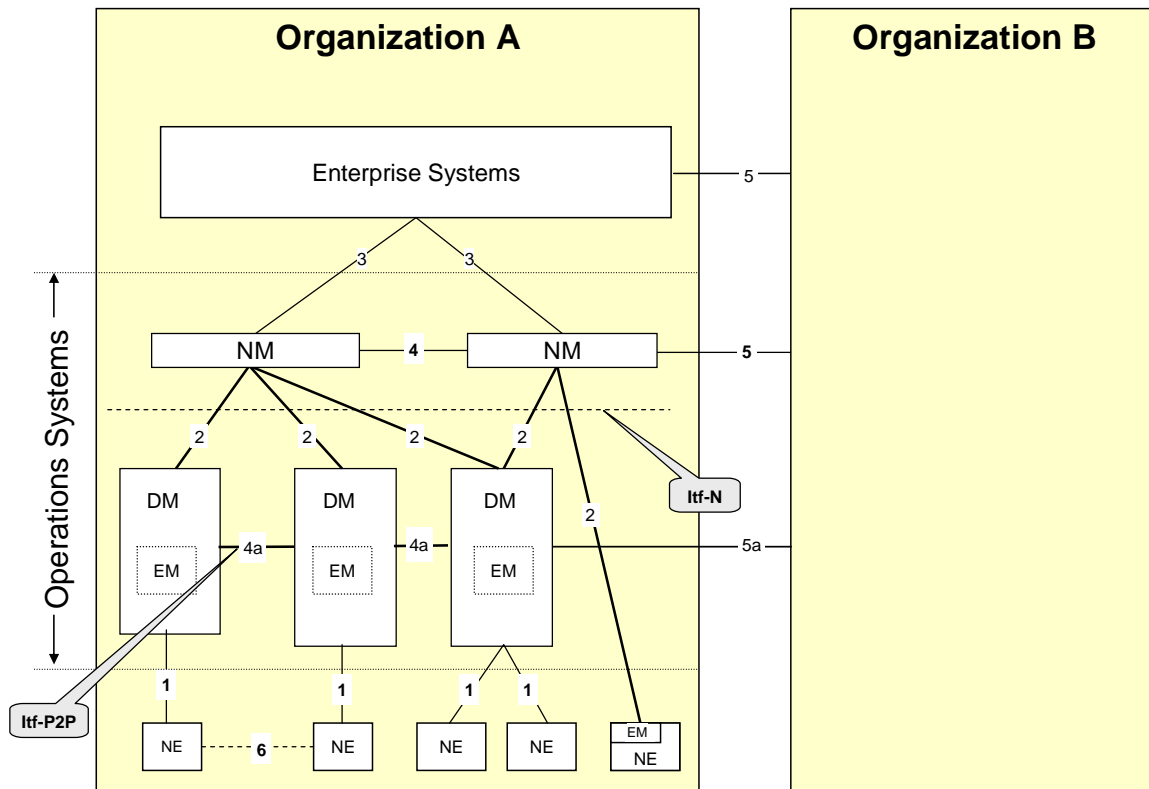 Organization A
Organization B
Enterprise Systems
5
3 3
Operations Systems
NM 4 NM 5
2 2 2 2
Itf-N
DM DM DM
2
4a 4a 5a
EM EM EM
1 1 1 1
Itf-P2P
EM
NE 6 NE NE NE NE